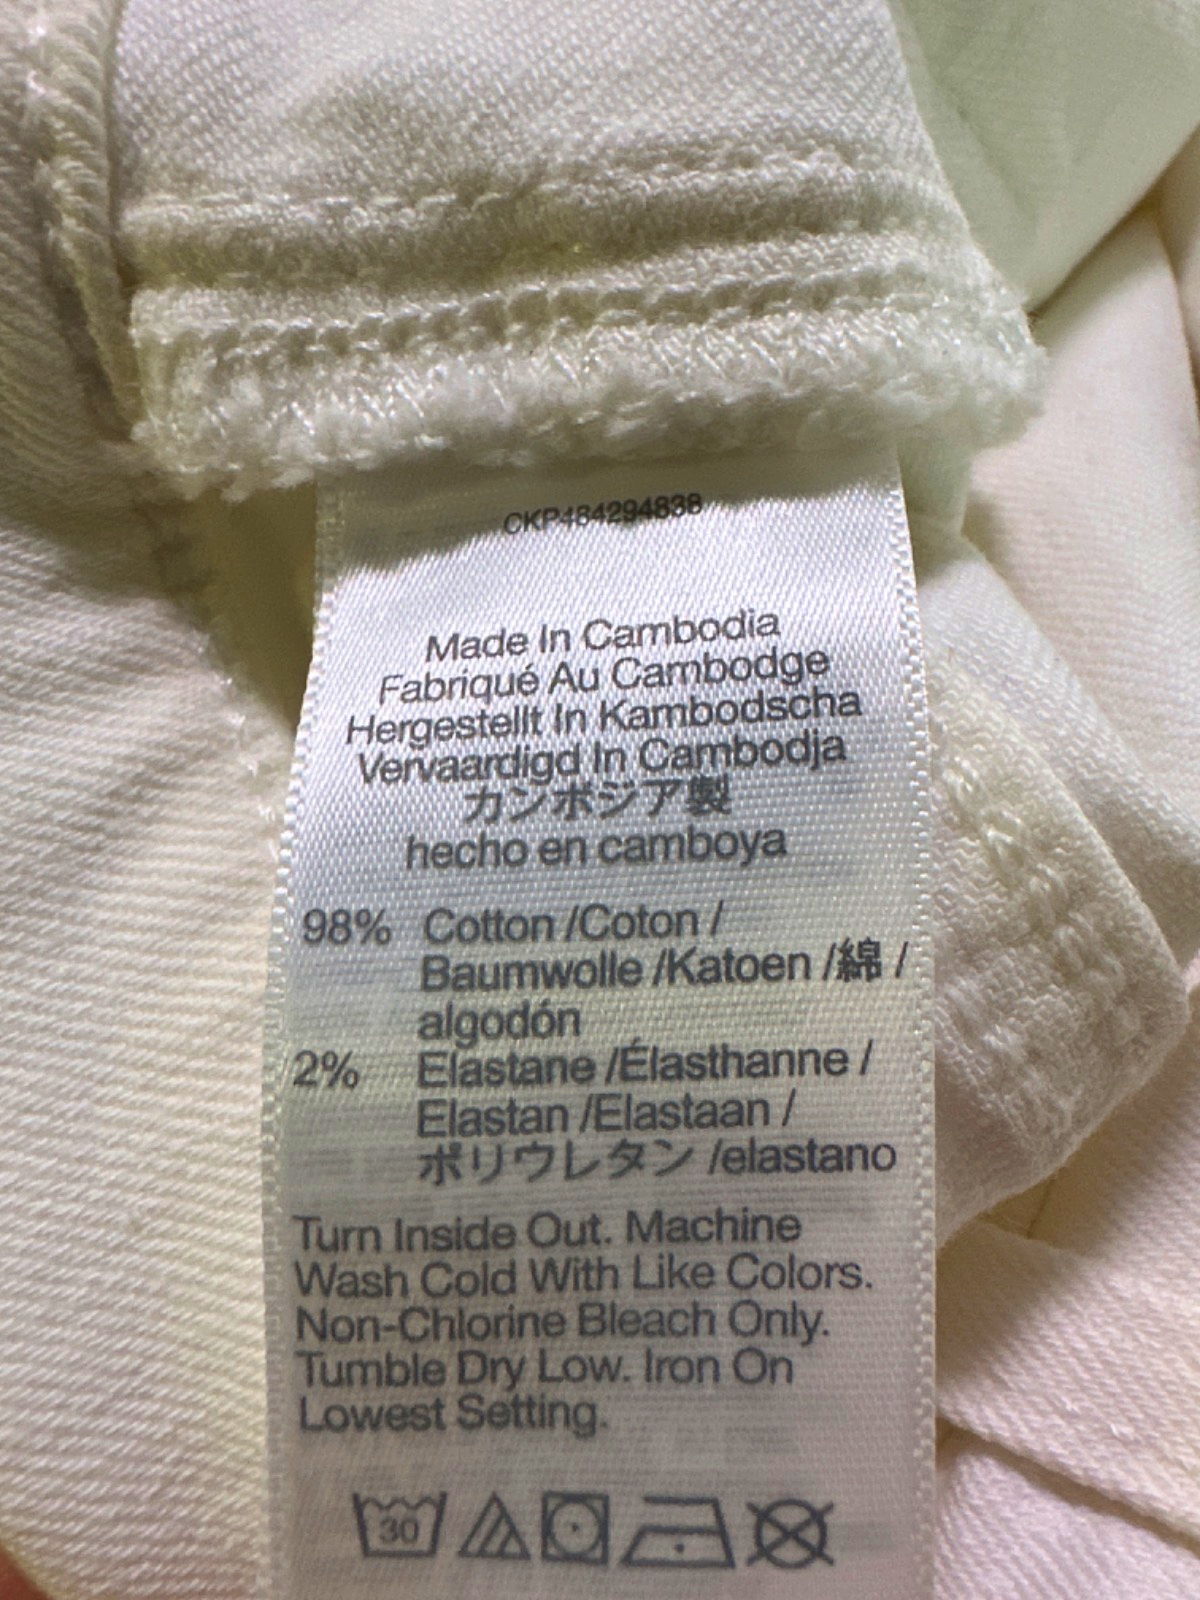 CKP484294838
Made In Cambodia
Fabriqué Au Cambodge
Hergestellt In Kambodscha
Vervaardigd In Cambodja
カンボジア製
hecho en camboya
98% Cotton /Coton /
Baumwolle /Katoen /綿 /
algodón
2% Elastane /Élasthanne /
Elastan /Elastaan /
ポリウレタン /elastano
Turn Inside Out. Machine
Wash Cold With Like Colors.
Non-Chlorine Bleach Only.
Tumble Dry Low. Iron On
Lowest Setting.
30